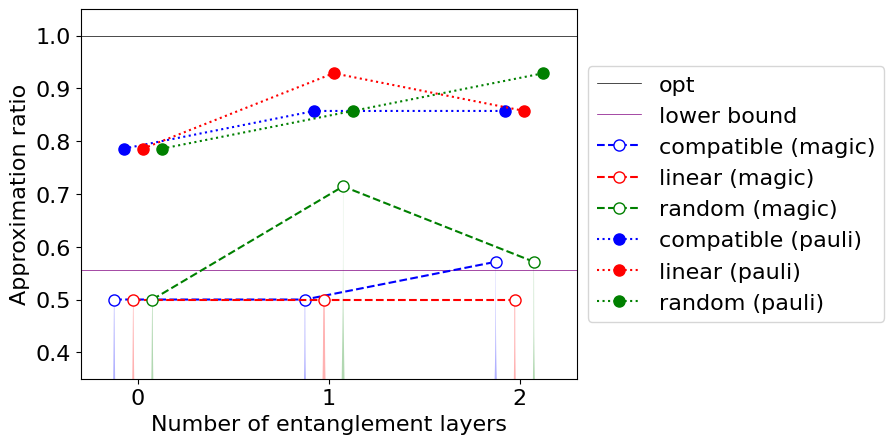 1.0
0.9
0.8
0.7
0.6
0.5
0.4
Approximation ratio
0 1 2
Number of entanglement layers
opt
lower bound
compatible (magic)
linear (magic)
random (magic)
compatible (pauli)
linear (pauli)
random (pauli)